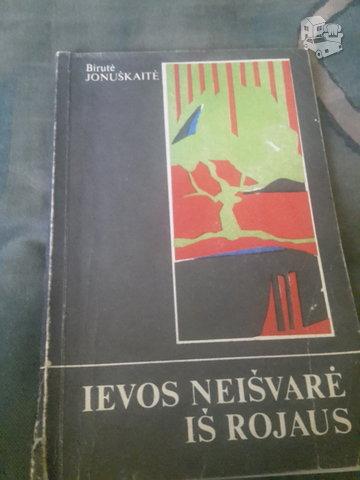 Birutė
JONUŠKAITĖ
IEVOS NEIŠVARĖ
IŠ ROJAUS